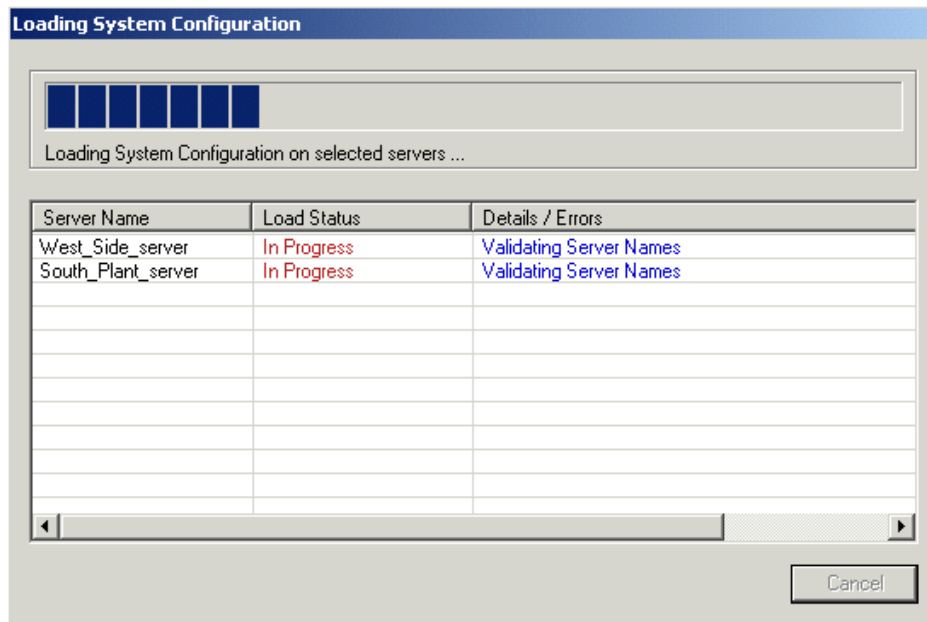 Loading System Configuration
Loading System Configuration on selected servers ...
Server Name Load Status Details / Errors
West_Side_server In Progress Validating Server Names
South_Plant_server In Progress Validating Server Names
Cancel